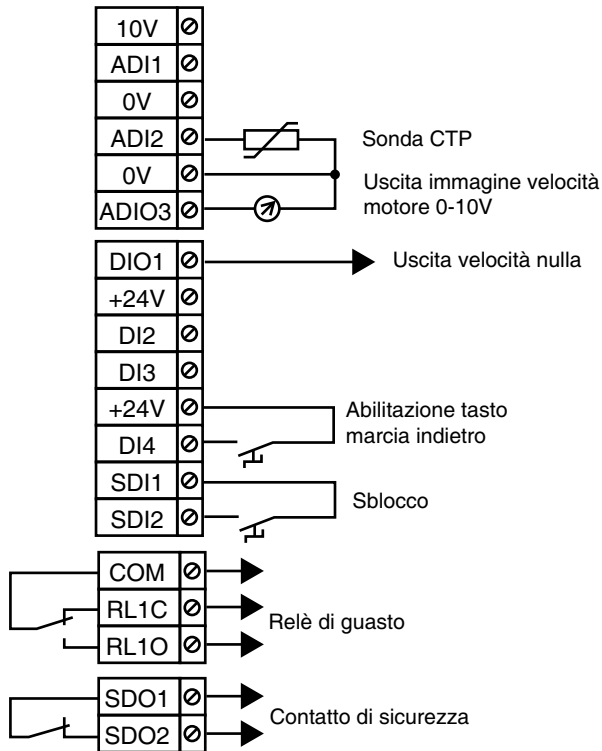 10V
ADI1
0V
ADI2
Sonda CTP
0V
Uscita immagine velocità
motore 0-10V
ADIO3
DIO1
Uscita velocità nulla
+24V
DI2
DI3
+24V
Abilitazione tasto
marcia indietro
DI4
SDI1
Sblocco
SDI2
COM
RL1C
Relè di guasto
RL1O
SDO1
Contatto di sicurezza
SDO2